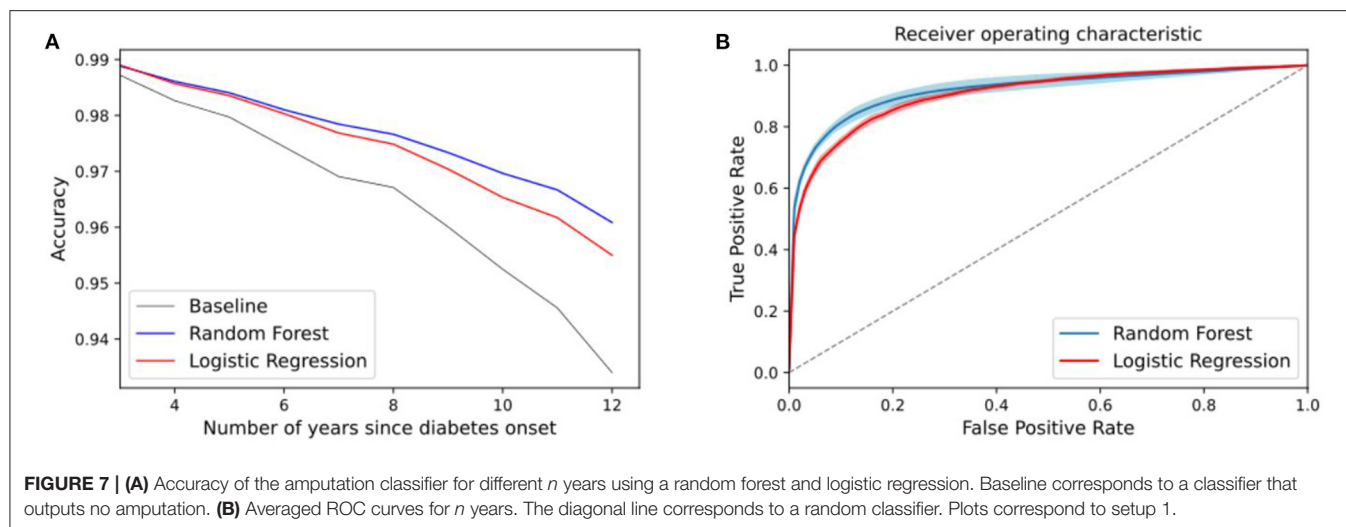 A
0.99
0.98
0.97
0.96
0.95
0.94
Accuracy
Baseline
Random Forest
Logistic Regression
4 6 8 10 12
Number of years since diabetes onset
B
Receiver operating characteristic
1.0
0.8
0.6
0.4
0.2
0.0
True Positive Rate
Random Forest
Logistic Regression
0.0 0.2 0.4 0.6 0.8 1.0
False Positive Rate
FIGURE 7 | (A) Accuracy of the amputation classifier for different n years using a random forest and logistic regression. Baseline corresponds to a classifier that
outputs no amputation. (B) Averaged ROC curves for n years. The diagonal line corresponds to a random classifier. Plots correspond to setup 1.